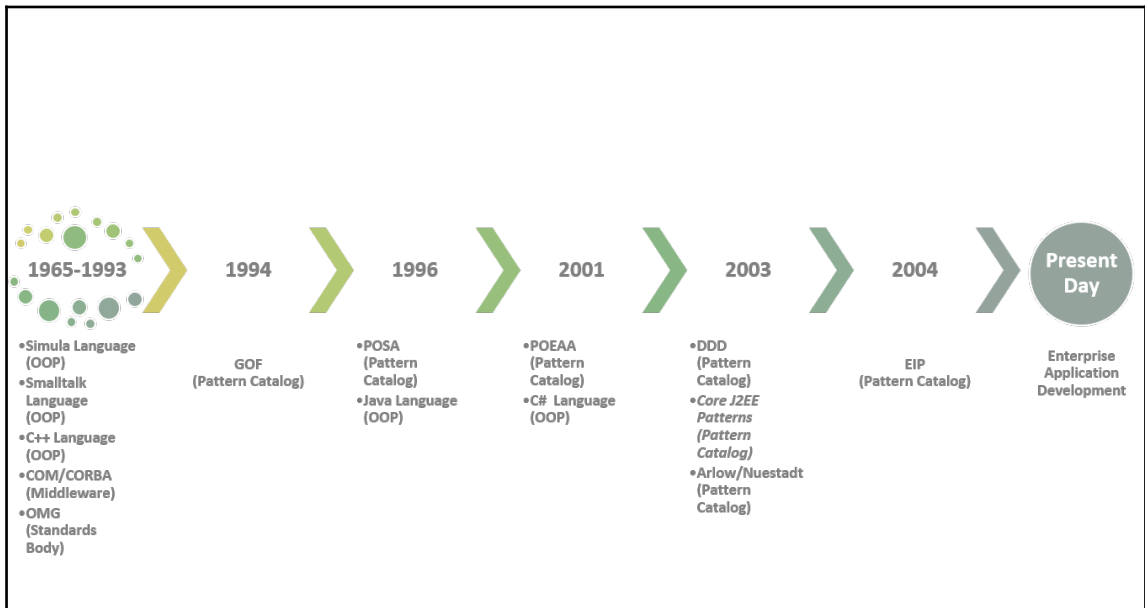 1965-1993
•Simula Language
(OOP)
•Smalltalk
Language
(OOP)
•C++ Language
(OOP)
•COM/CORBA
(Middleware)
•OMG
(Standards
Body)
1994
GOF
(Pattern Catalog)
1996
•POSA
(Pattern
Catalog)
•Java Language
(OOP)
2001
•POEAA
(Pattern
Catalog)
•C# Language
(OOP)
2003
•DDD
(Pattern
Catalog)
•Core J2EE
Patterns
(Pattern
Catalog)
•Arlow/Nuestadt
(Pattern
Catalog)
2004
EIP
(Pattern Catalog)
Present
Day
Enterprise
Application
Development